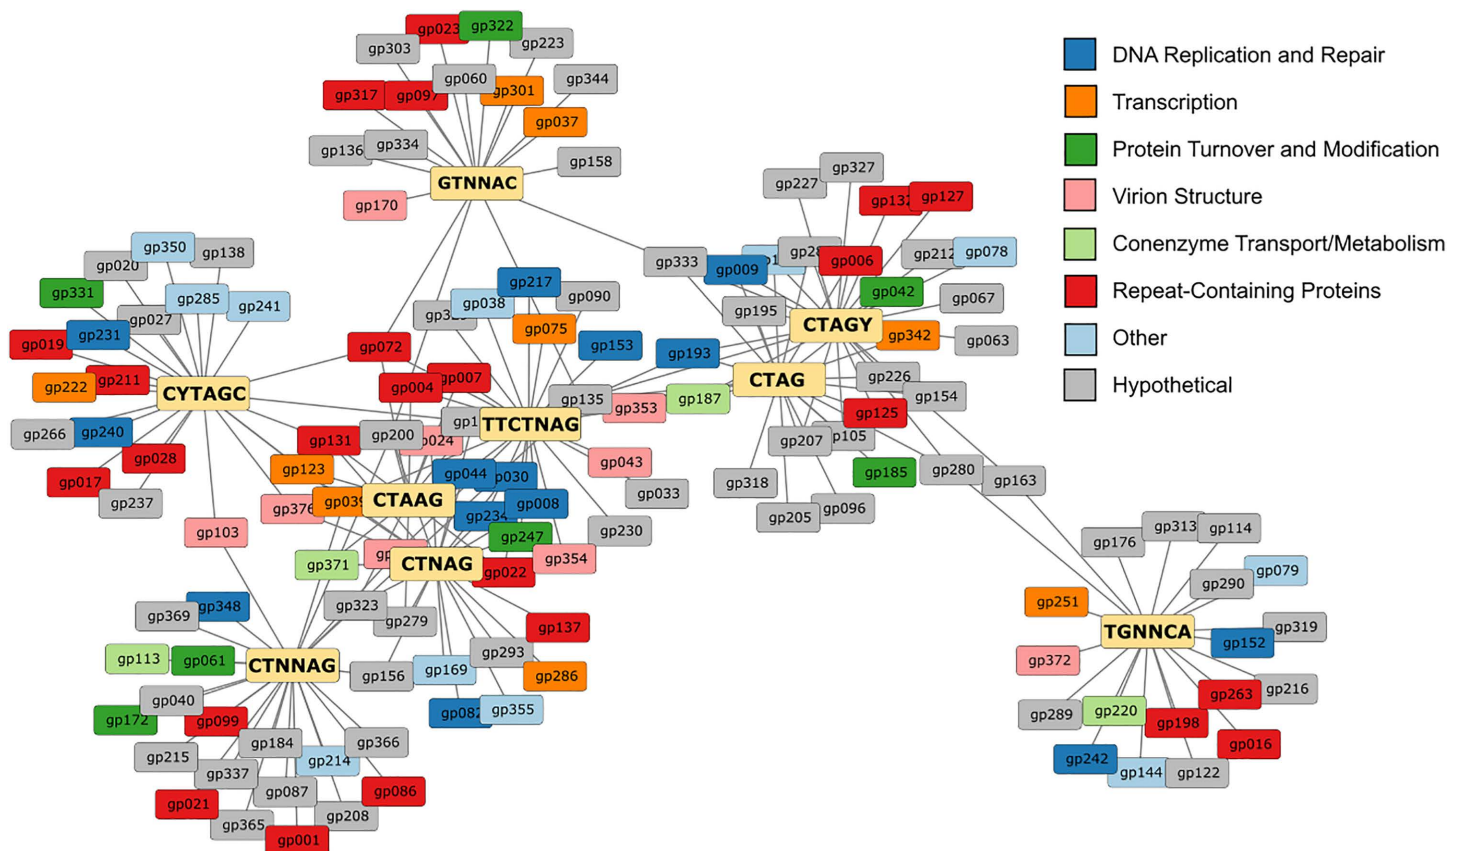 gp023
gp322
gp303
gp223
gp060
gp344
gp317
gp097
gp301
gp037
gp136
gp334
gp158
GTNNAC
gp170
gp327
gp227
gp132
gp127
gp333
gp009
gp006
gp212
gp078
gp042
gp067
gp195
CTAGY
gp342
gp063
gp193
CTAG
gp226
gp187
gp154
gp125
gp207
gp105
gp185
gp280
gp163
gp318
gp096
gp205
gp350
gp138
gp020
gp331
gp285
gp241
gp027
gp231
gp019
gp211
gp222
CYTAGC
gp266
gp240
gp028
gp017
gp237
gp103
gp217
gp038
gp090
gp075
gp153
gp072
gp007
gp004
gp135
gp353
TTCTNAG
gp131
gp200
gp024
gp043
gp123
gp044
gp030
gp033
gp376
gp039
CTAAG
gp008
gp234
gp230
gp247
gp354
CTNAG
gp371
gp022
gp323
gp279
gp137
gp293
gp156
gp169
gp286
gp082
gp355
gp348
gp369
gp113
gp061
CTNNAG
gp040
gp172
gp099
gp184
gp366
gp215
gp214
gp337
gp087
gp086
gp021
gp208
gp365
gp001
gp313
gp114
gp176
gp079
gp290
gp251
TGNNCA
gp319
gp152
gp372
gp263
gp216
gp289
gp220
gp198
gp016
gp242
gp144
gp122
DNA Replication and Repair
Transcription
Protein Turnover and Modification
Virion Structure
Conenzyme Transport/Metabolism
Repeat-Containing Proteins
Other
Hypothetical